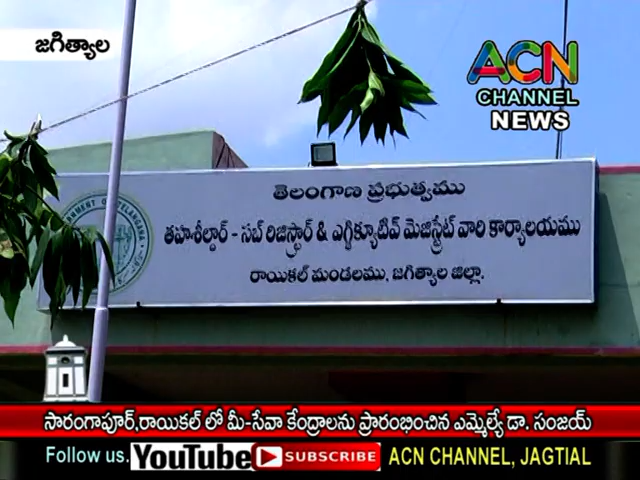 జగిత్యాల
ACN
CHANNEL
NEWS
తెలంగాణ ప్రభుత్వము
తహశీల్దార్ - సబ్ రిజిస్ట్రార్ & ఎగ్జిక్యూటివ్ మెజిస్ట్రేట్ వారి కార్యాలయము
రాయికల్ మండలము, జగిత్యాల జిల్లా.
సారంగాపూర్,రాయికల్ లో మీ-సేవా కేంద్రాలను ప్రారంభించిన ఎమ్మెల్యే డా. సంజయ్
Follow us. YouTube SUBSCRIBE ACN CHANNEL, JAGTIAL